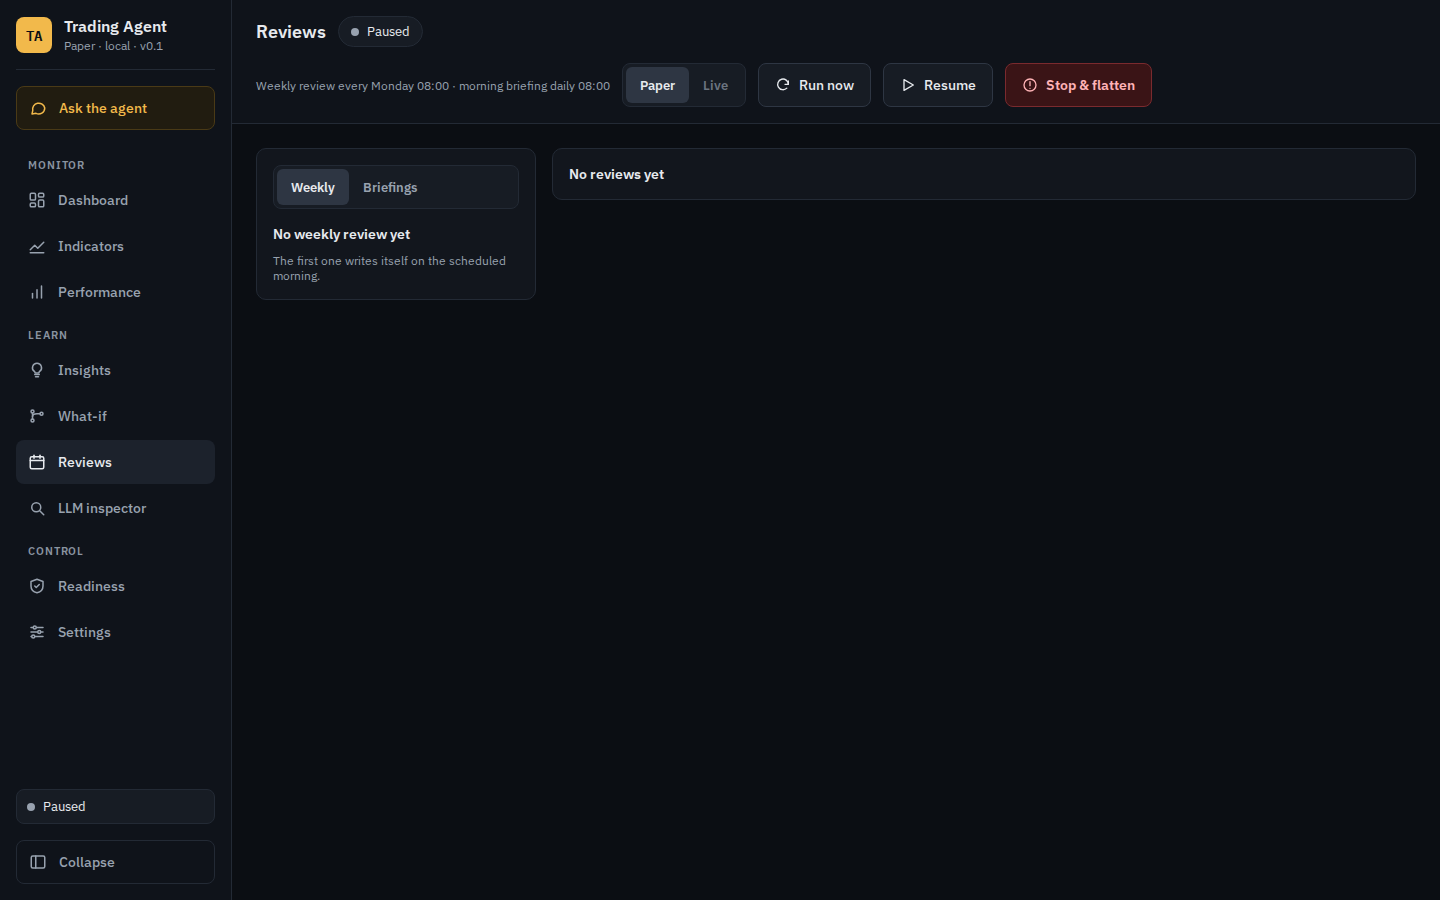 TA
Trading Agent
Paper · local · v0.1
Ask the agent
MONITOR
Dashboard
Indicators
Performance
LEARN
Insights
What-if
Reviews
LLM inspector
CONTROL
Readiness
Settings
Paused
Collapse
Reviews
Paused
Weekly review every Monday 08:00 · morning briefing daily 08:00
Paper
Live
Run now
Resume
Stop & flatten
Weekly
Briefings
No weekly review yet
The first one writes itself on the scheduled
morning.
No reviews yet